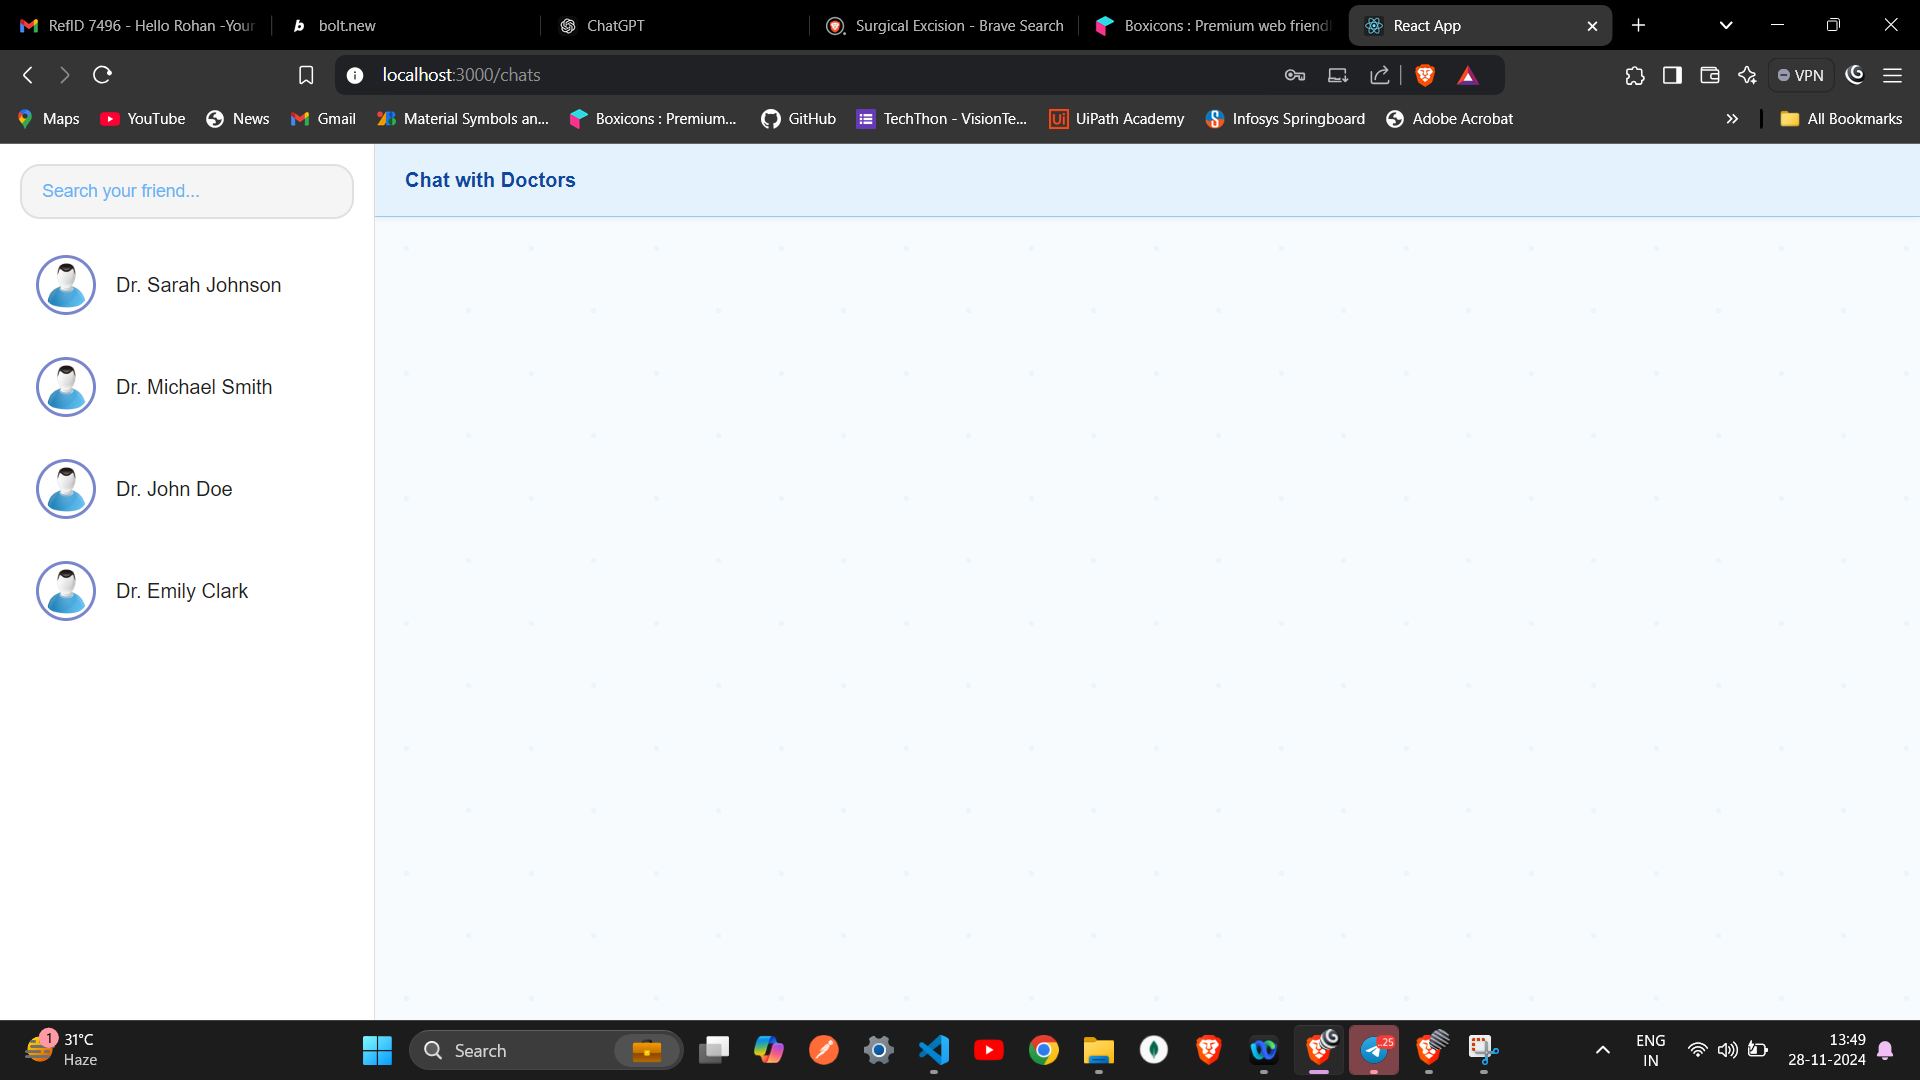 RefID 7496 - Hello Rohan -Your
bolt.new
ChatGPT
Surgical Excision - Brave Search
Boxicons : Premium web friend
React App
localhost:3000/chats
VPN
Maps
YouTube
News
Gmail
Material Symbols an...
Boxicons : Premium...
GitHub
TechThon - VisionTe...
UiPath Academy
Infosys Springboard
Adobe Acrobat
All Bookmarks
Search your friend...
Chat with Doctors
Dr. Sarah Johnson
Dr. Michael Smith
Dr. John Doe
Dr. Emily Clark
1
31°C
Haze
Search
.25
ENG
IN
13:49
28-11-2024